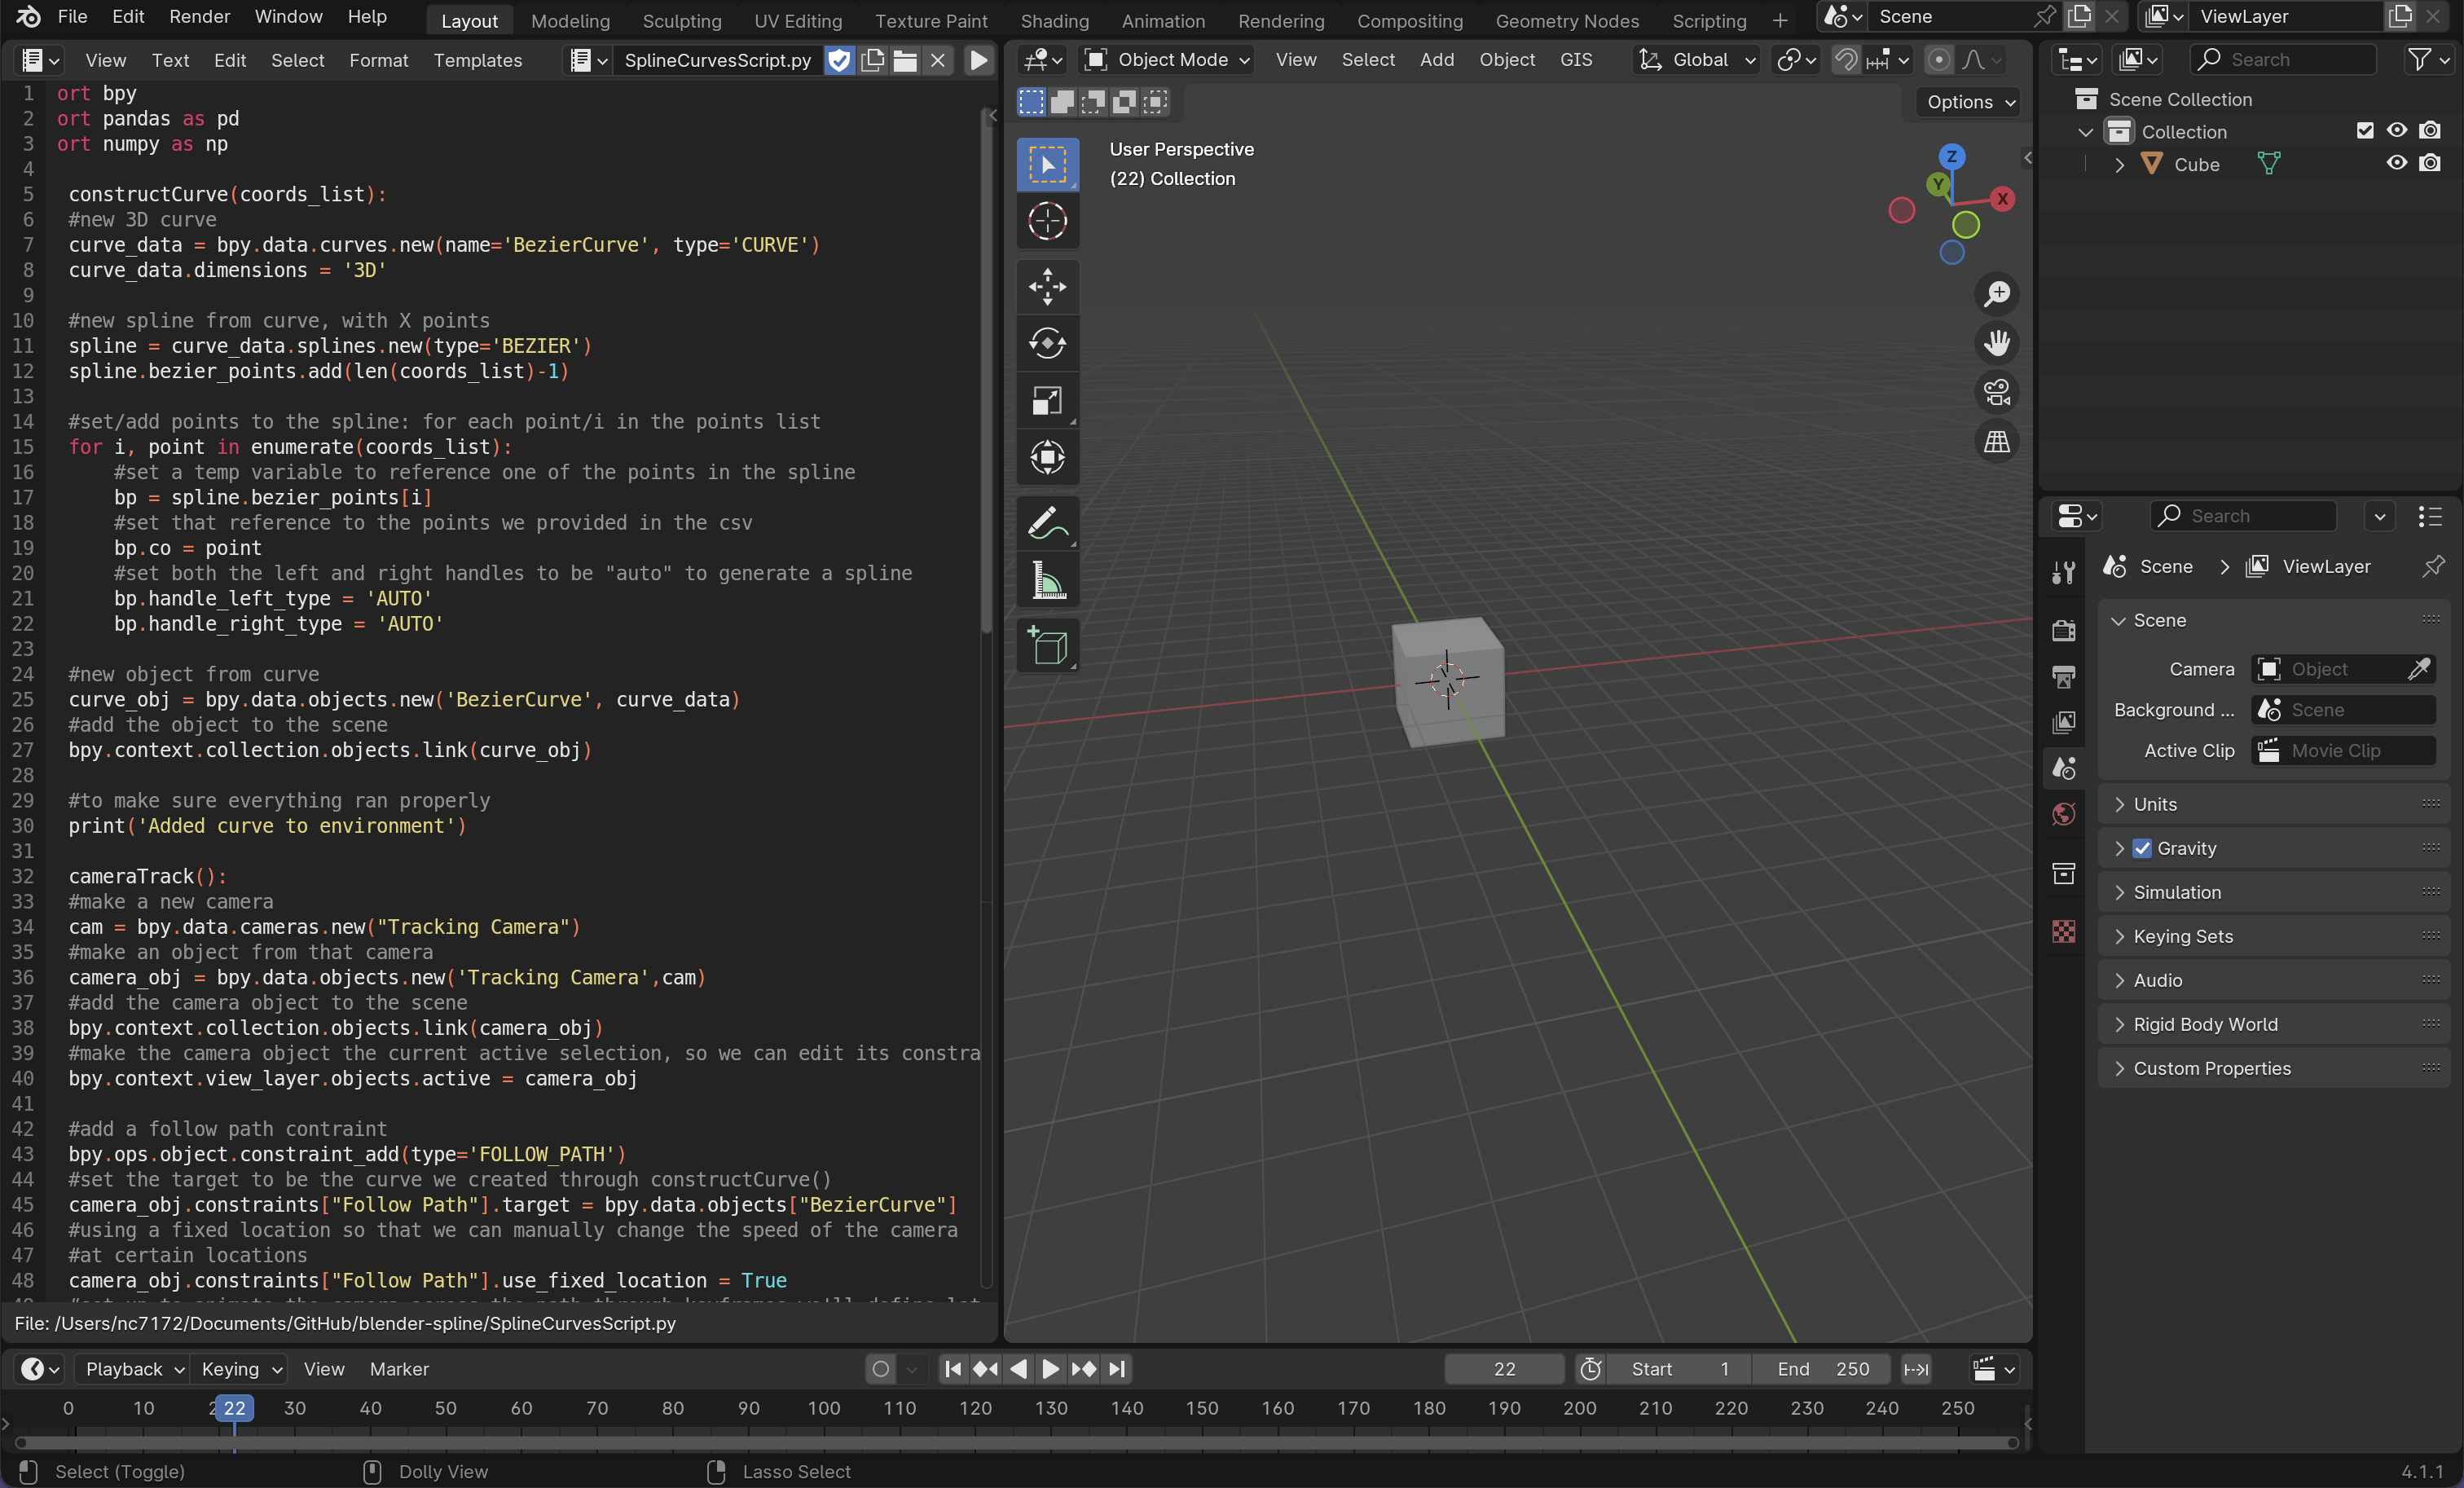 File Edit Render Window Help Layout Modeling Sculpting UV Editing Texture Paint Shading Animation Rendering Compositing Geometry Nodes Scripting + Scene ViewLayer
View Text Edit Select Format Templates SplineCurvesScript.py
Object Mode View Select Add Object GIS Global
Search
1 ort bpy
2 ort pandas as pd
3 ort numpy as np
4
5 constructCurve(coords_list):
6 #new 3D curve
7 curve_data = bpy.data.curves.new(name='BezierCurve', type='CURVE')
8 curve_data.dimensions = '3D'
9
10 #new spline from curve, with X points
11 spline = curve_data.splines.new(type='BEZIER')
12 spline.bezier_points.add(len(coords_list)-1)
13
14 #set/add points to the spline: for each point/i in the points list
15 for i, point in enumerate(coords_list):
16 #set a temp variable to reference one of the points in the spline
17 bp = spline.bezier_points[i]
18 #set that reference to the points we provided in the csv
19 bp.co = point
20 #set both the left and right handles to be "auto" to generate a spline
21 bp.handle_left_type = 'AUTO'
22 bp.handle_right_type = 'AUTO'
23
24 #new object from curve
25 curve_obj = bpy.data.objects.new('BezierCurve', curve_data)
26 #add the object to the scene
27 bpy.context.collection.objects.link(curve_obj)
28
29 #to make sure everything ran properly
30 print('Added curve to environment')
31
32 cameraTrack():
33 #make a new camera
34 cam = bpy.data.cameras.new("Tracking Camera")
35 #make an object from that camera
36 camera_obj = bpy.data.objects.new('Tracking Camera',cam)
37 #add the camera object to the scene
38 bpy.context.collection.objects.link(camera_obj)
39 #make the camera object the current active selection, so we can edit its constra
40 bpy.context.view_layer.objects.active = camera_obj
41
42 #add a follow path contraint
43 bpy.ops.object.constraint_add(type='FOLLOW_PATH')
44 #set the target to be the curve we created through constructCurve()
45 camera_obj.constraints["Follow Path"].target = bpy.data.objects["BezierCurve"]
46 #using a fixed location so that we can manually change the speed of the camera
47 #at certain locations
48 camera_obj.constraints["Follow Path"].use_fixed_location = True
File: /Users/nc7172/Documents/GitHub/blender-spline/SplineCurvesScript.py
Options
User Perspective
(22) Collection
Z
Y
X
Scene Collection
Collection
Cube
Search
Scene ViewLayer
Scene
Camera Object
Background ... Scene
Active Clip Movie Clip
Units
Gravity
Simulation
Keying Sets
Audio
Rigid Body World
Custom Properties
Playback Keying View Marker 22 Start 1 End 250
0 10 22 30 40 50 60 70 80 90 100 110 120 130 140 150 160 170 180 190 200 210 220 230 240 250
Select (Toggle) Dolly View Lasso Select 4.1.1